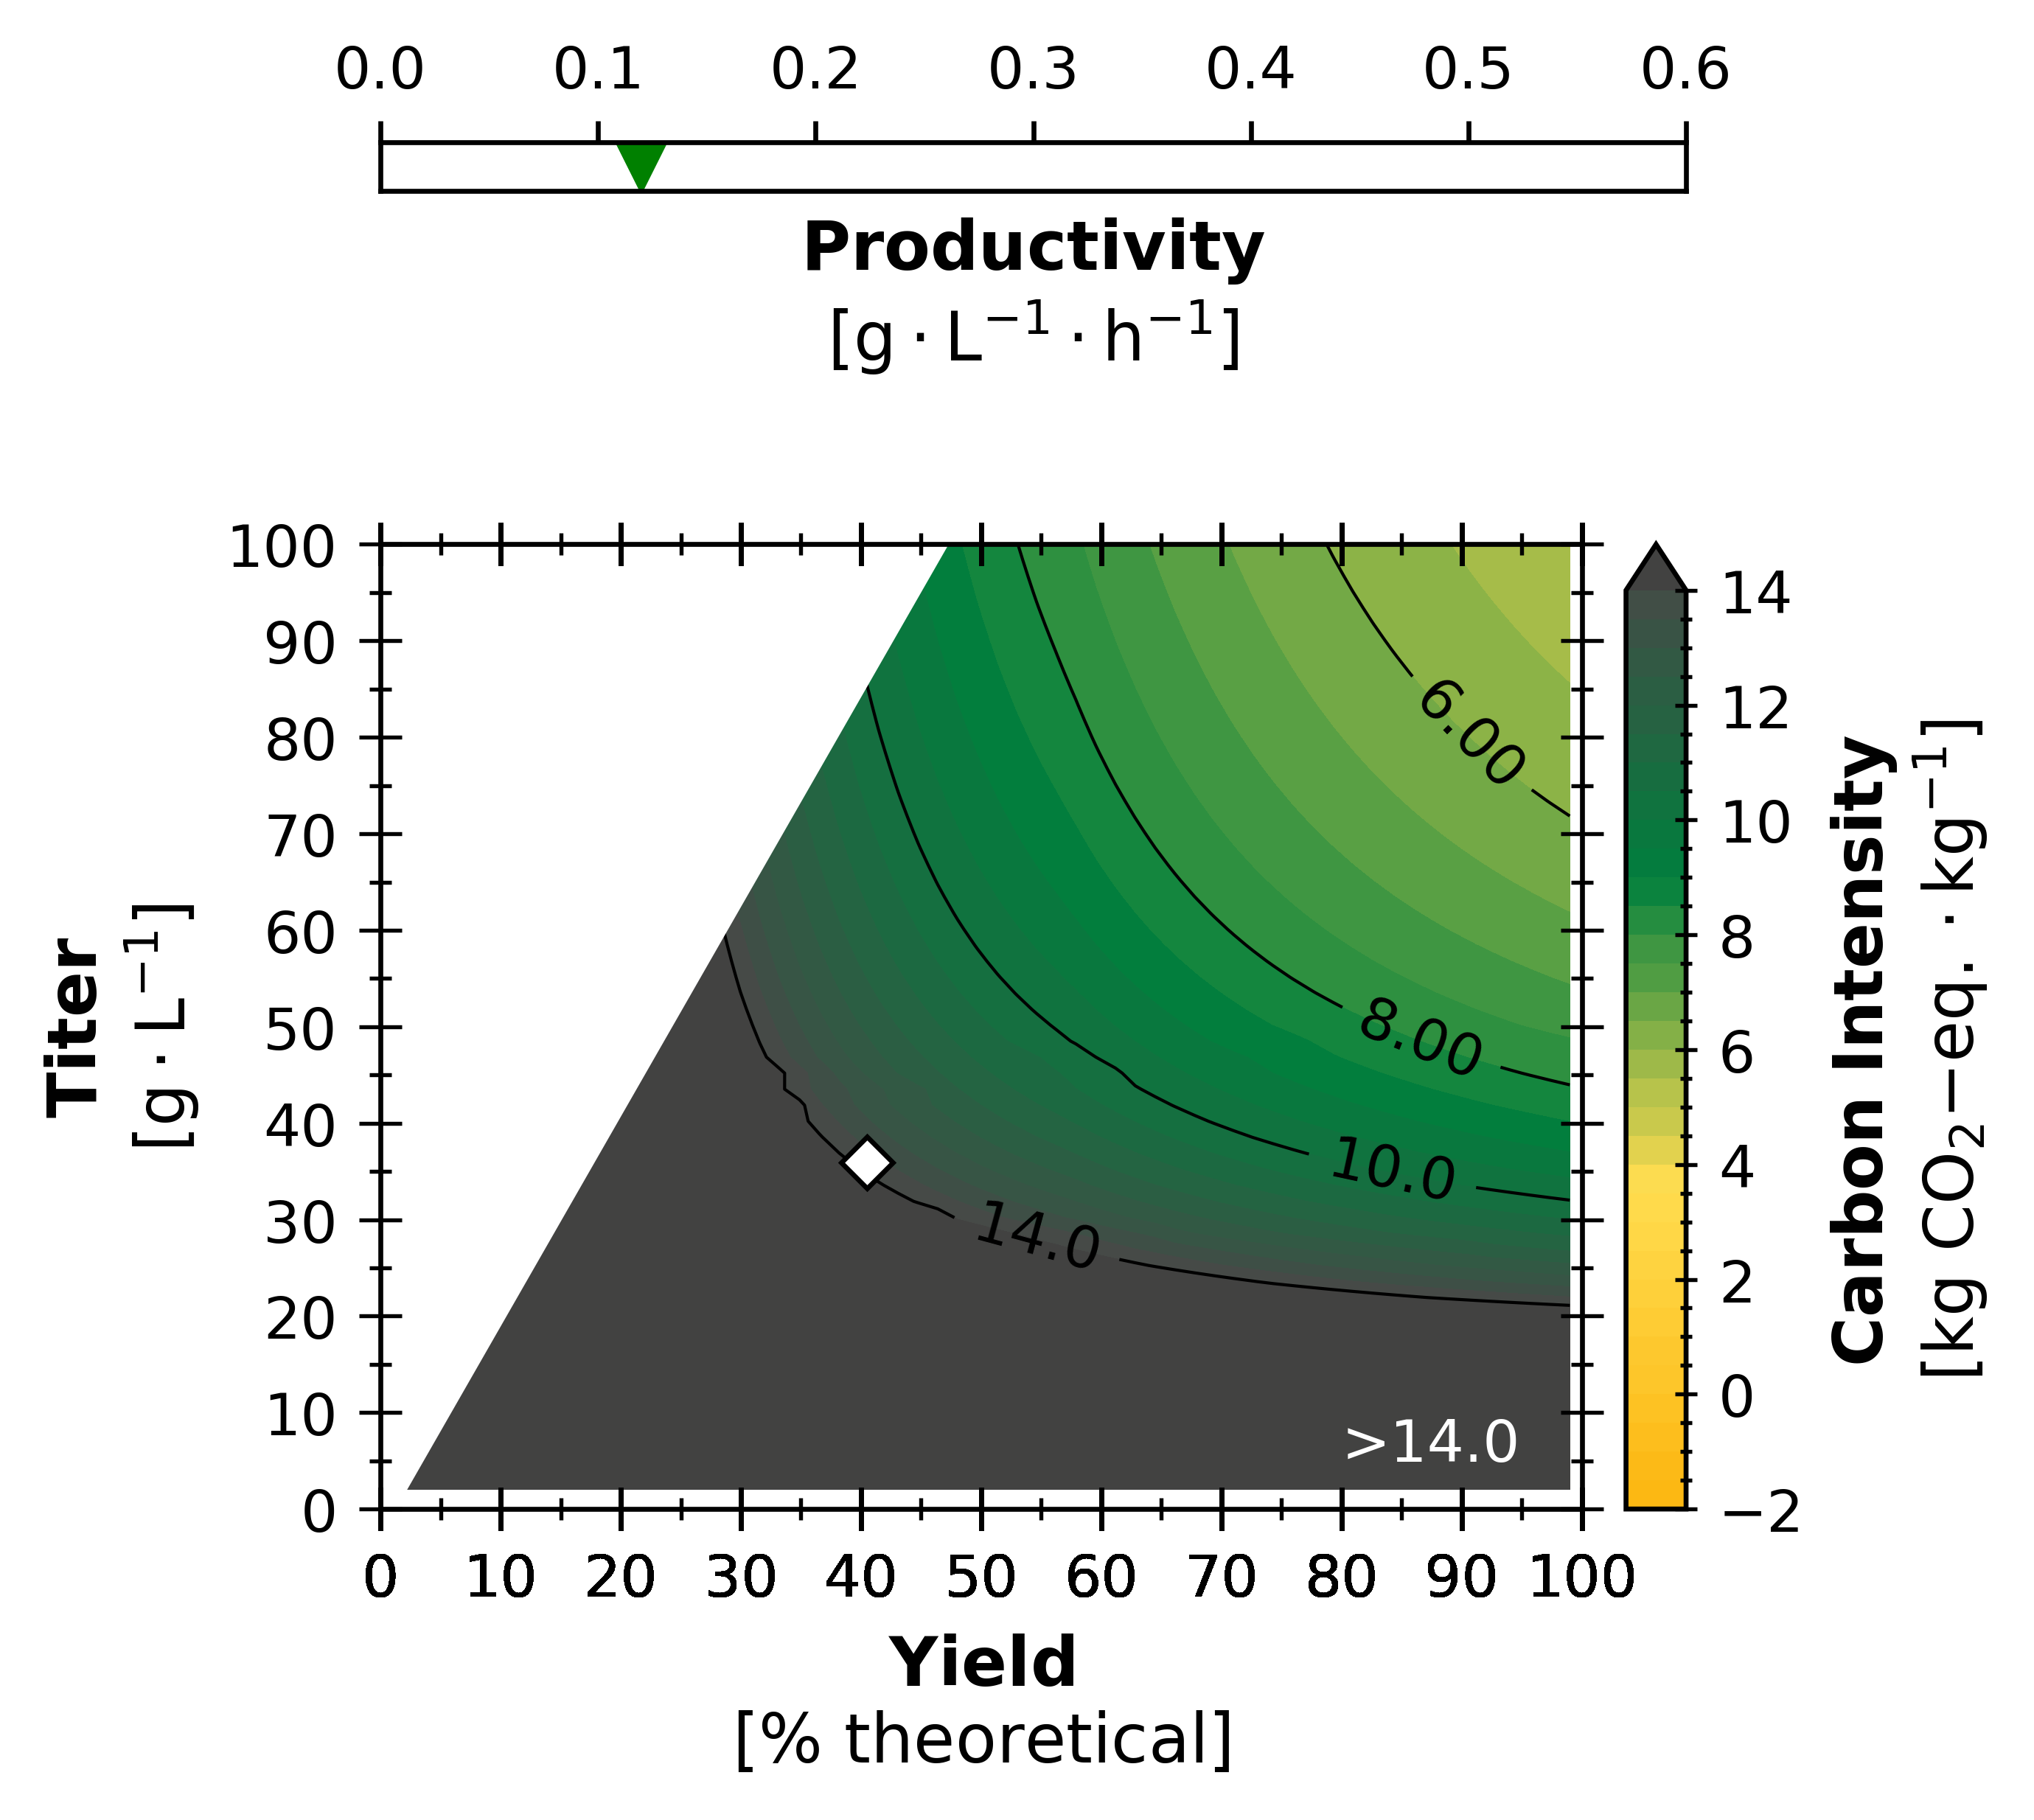 0.0 0.1 0.2 0.3 0.4 0.5 0.6
Productivity
[g · L⁻¹ · h⁻¹]
100
90
80
70
60
50
40
30
20
10
0
Titer
[g · L⁻¹]
6.00
8.00
10.0
14.0
>14.0
0 10 20 30 40 50 60 70 80 90 100
Yield
[% theoretical]
14
12
10
8
6
4
2
0
−2
Carbon Intensity
[kg CO₂−eq. · kg⁻¹]